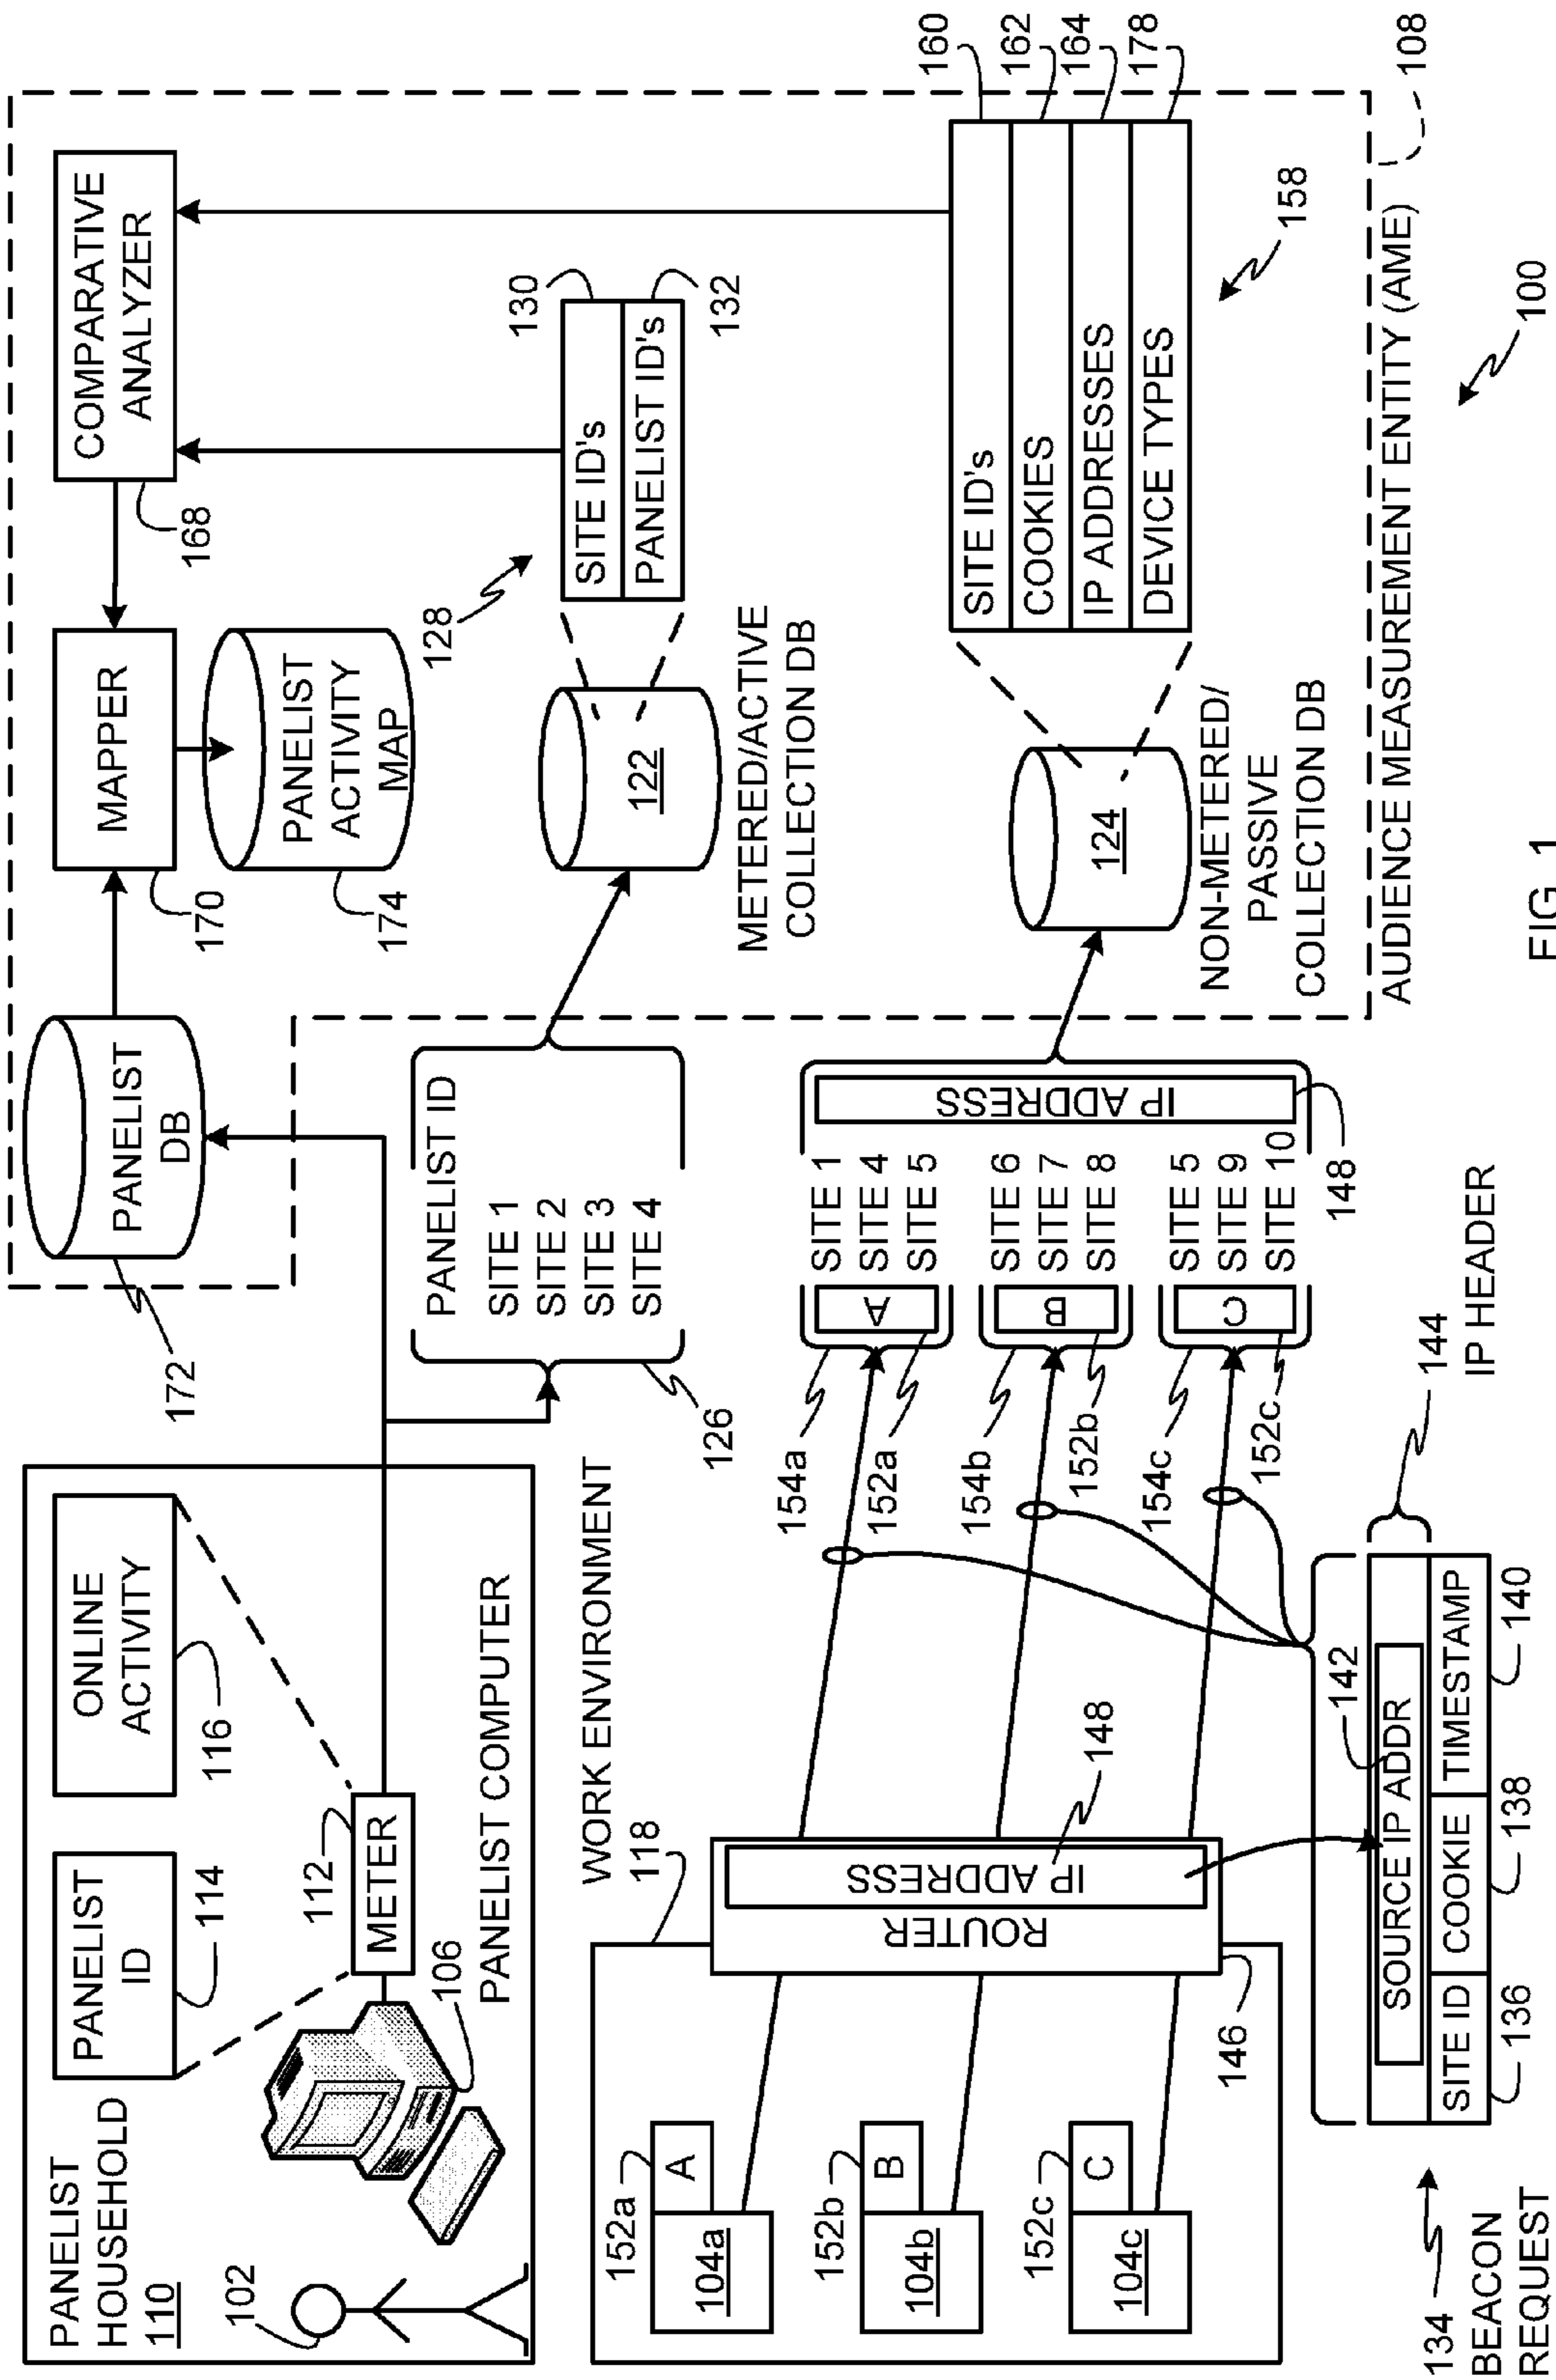 PANELIST
HOUSEHOLD
110
102
PANELIST
ID
114
ONLINE
ACTIVITY
116
112
METER
106
PANELIST COMPUTER
172
PANELIST
DB
MAPPER
170
PANELIST
ACTIVITY
MAP
174
COMPARATIVE
ANALYZER
168
PANELIST ID
SITE 1
SITE 2
SITE 3
SITE 4
126
122
METERED/ACTIVE
COLLECTION DB
128
SITE ID's
PANELIST ID's
130
132
WORK ENVIRONMENT
118
152a
A
104a
152b
B
104b
152c
C
104c
ROUTER
IP ADDRESS
148
146
154a
152a
A
SITE 1
SITE 4
SITE 5
154b
152b
B
SITE 6
SITE 7
SITE 8
154c
152c
C
SITE 5
SITE 9
SITE 10
IP ADDRESS
148
124
NON-METERED/
PASSIVE
COLLECTION DB
SITE ID's
COOKIES
IP ADDRESSES
DEVICE TYPES
160
162
164
178
158
AUDIENCE MEASUREMENT ENTITY (AME)
108
134
BEACON
REQUEST
142
SOURCE IP ADDR
SITE ID
COOKIE
TIMESTAMP
136
138
140
144
IP HEADER
100
FIG. 1